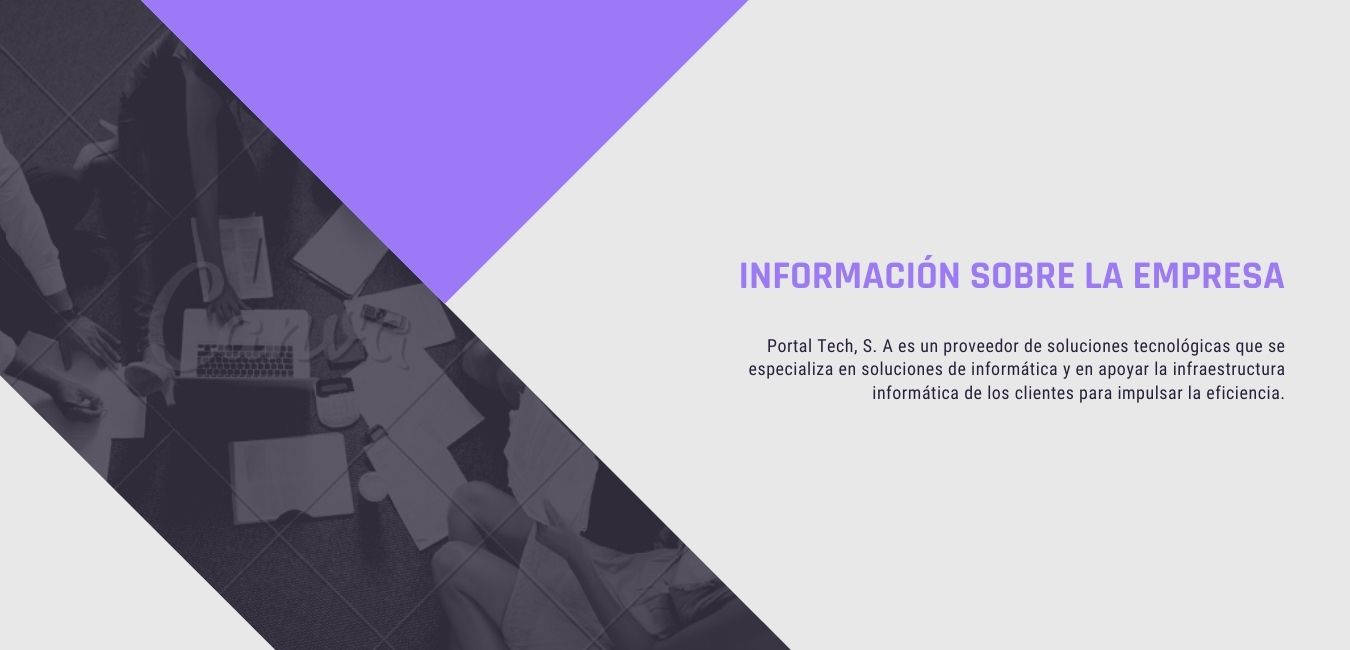 INFORMACIÓN SOBRE LA EMPRESA
Portal Tech, S. A es un proveedor de soluciones tecnológicas que se
especializa en soluciones de informática y en apoyar la infraestructura
informática de los clientes para impulsar la eficiencia.